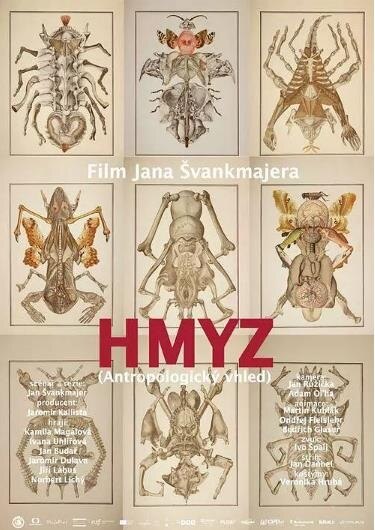 Film Jana Švankmajera
HMYZ
(Antropologický vhled)
scénář a režie:
Jan Švankmajer
producent:
Jaromír Kallista
hrají:
Kamila Magálová
Ivana Uhlířová
Jan Budař
Jaromír Dulava
Jiří Lábus
Norbert Lichý
kamera:
Jan Růžička
Adam Oľha
animace:
Martin Kublák
Ondřej Fleislebr
Bedřich Glaser
zvuk:
Ivo Špalj
střih:
Jan Daňhel
kostýmy:
Veronika Hrubá